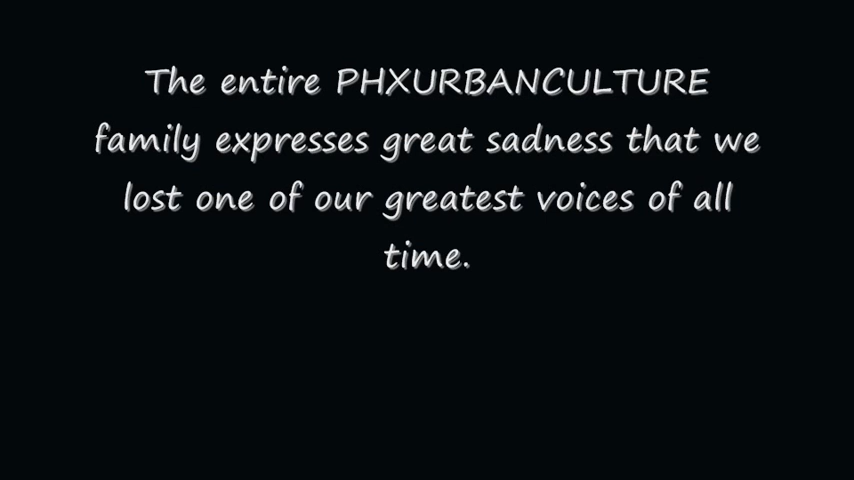 The entire PHXURBANCULTURE
family expresses great sadness that we
lost one of our greatest voices of all
time.